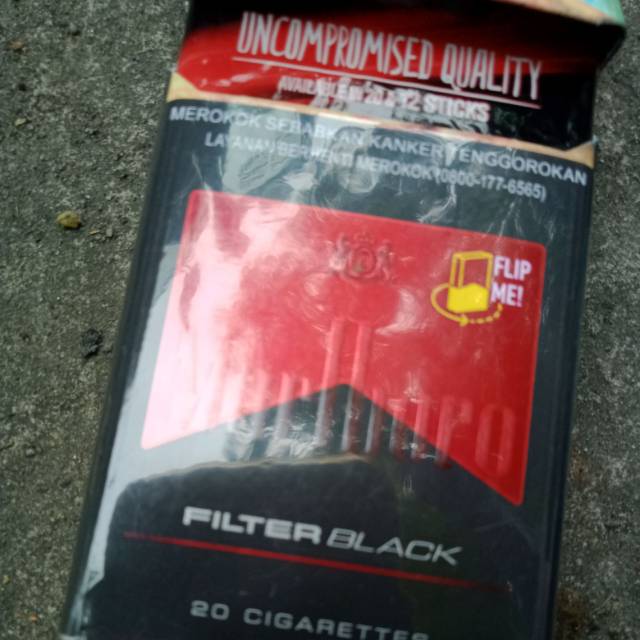 UNCOMPROMISED QUALITY
AVAILABLE IN 20 & 12 STICKS
MEROKOK SEBABKAN KANKER TENGGOROKAN
LAYANAN BERHENTI MEROKOK (0800-177-6565)
FLIP
ME!
Marlboro
FILTER BLACK
20 CIGARETTES